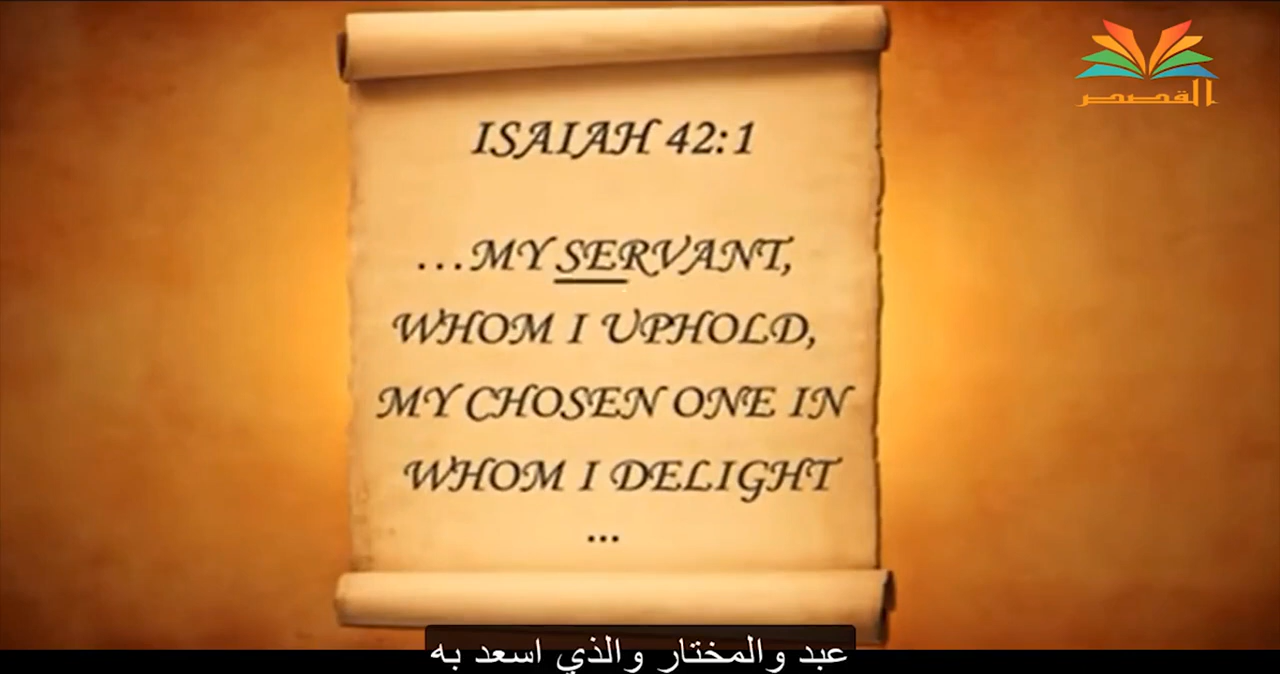 القصص
ISAIAH 42:1
...MY SERVANT,
WHOM I UPHOLD,
MY CHOSEN ONE IN
WHOM I DELIGHT
...
عبد والمختار والذي اسعد به